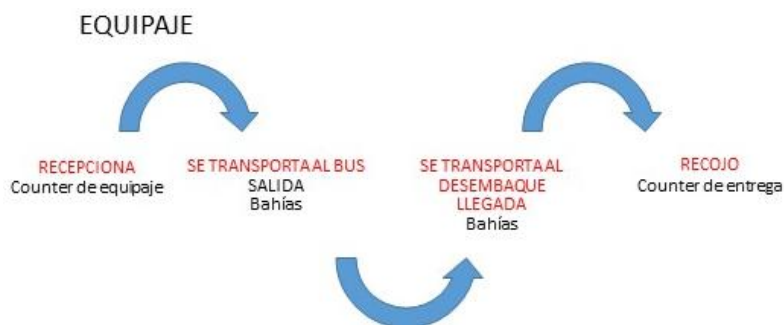 EQUIPAJE
RECEPCIONA
Counter de equipaje
SE TRANSPORTA AL BUS
SALIDA
Bahías
SE TRANSPORTA AL
DESEMBAQUE
LLEGADA
Bahías
RECOJO
Counter de entrega